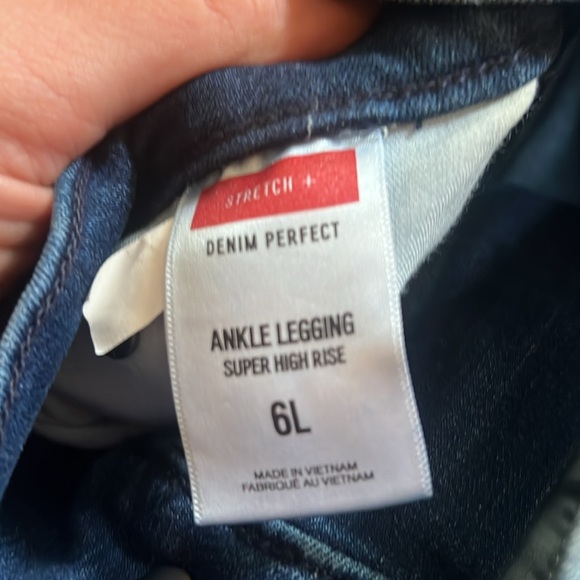 STRETCH +
DENIM PERFECT
ANKLE LEGGING
SUPER HIGH RISE
6L
MADE IN VIETNAM
FABRIQUÉ AU VIETNAM